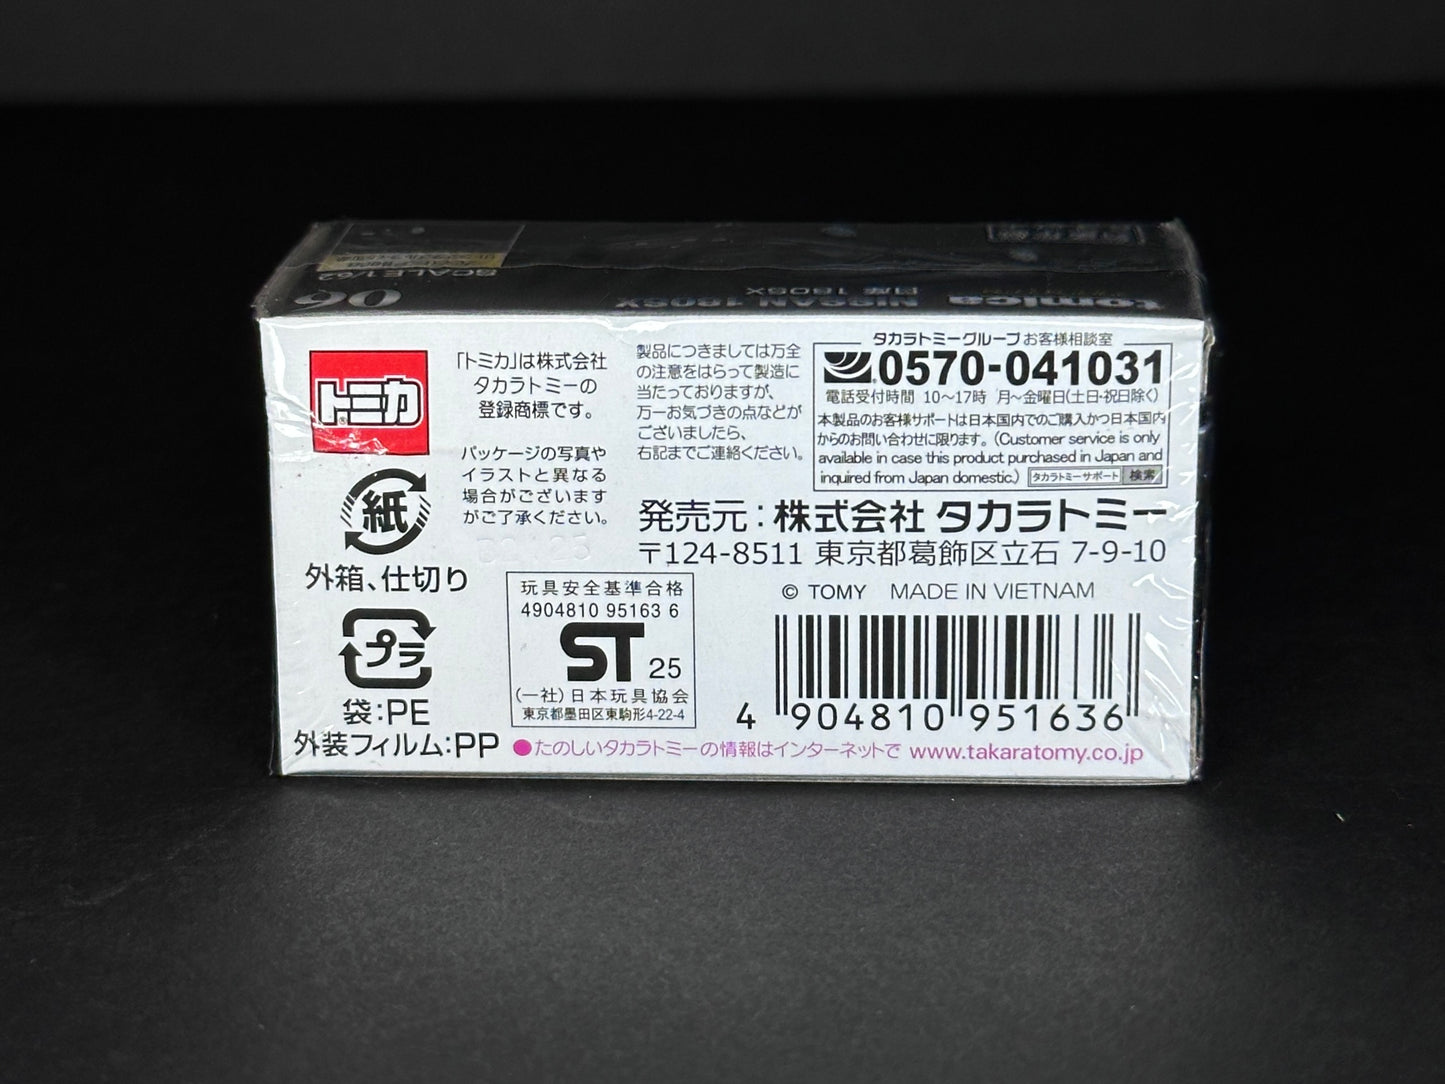 SCALE 1/62
06
NISSAN 180SX
日産 180SX
tomica
トミカ
「トミカ」は株式会社
タカラトミーの
登録商標です。
パッケージの写真や
イラストと異なる
場合がございます
がご了承ください。
紙
外箱、仕切り
プラ
袋:PE
外装フィルム:PP
製品につきましては万全
の注意をはらって製造に
当たっておりますが、
万一お気づきの点などが
ございましたら、
右記までご連絡ください。
タカラトミーグループお客様相談室
0570-041031
電話受付時間 10〜17時 月〜金曜日(土日・祝日除く)
本製品のお客様サポートは日本国内でのご購入かつ日本国内
からのお問い合わせに限ります。(Customer service is only
available in case this product purchased in Japan and
inquired from Japan domestic.) タカラトミーサポート 検索
発売元:株式会社 タカラトミー
〒124-8511 東京都葛飾区立石 7-9-10
© TOMY MADE IN VIETNAM
玩具安全基準合格
4904810 95163 6
ST 25
(一社)日本玩具協会
東京都墨田区東駒形4-22-4
4 904810 951636
●たのしいタカラトミーの情報はインターネットで www.takaratomy.co.jp